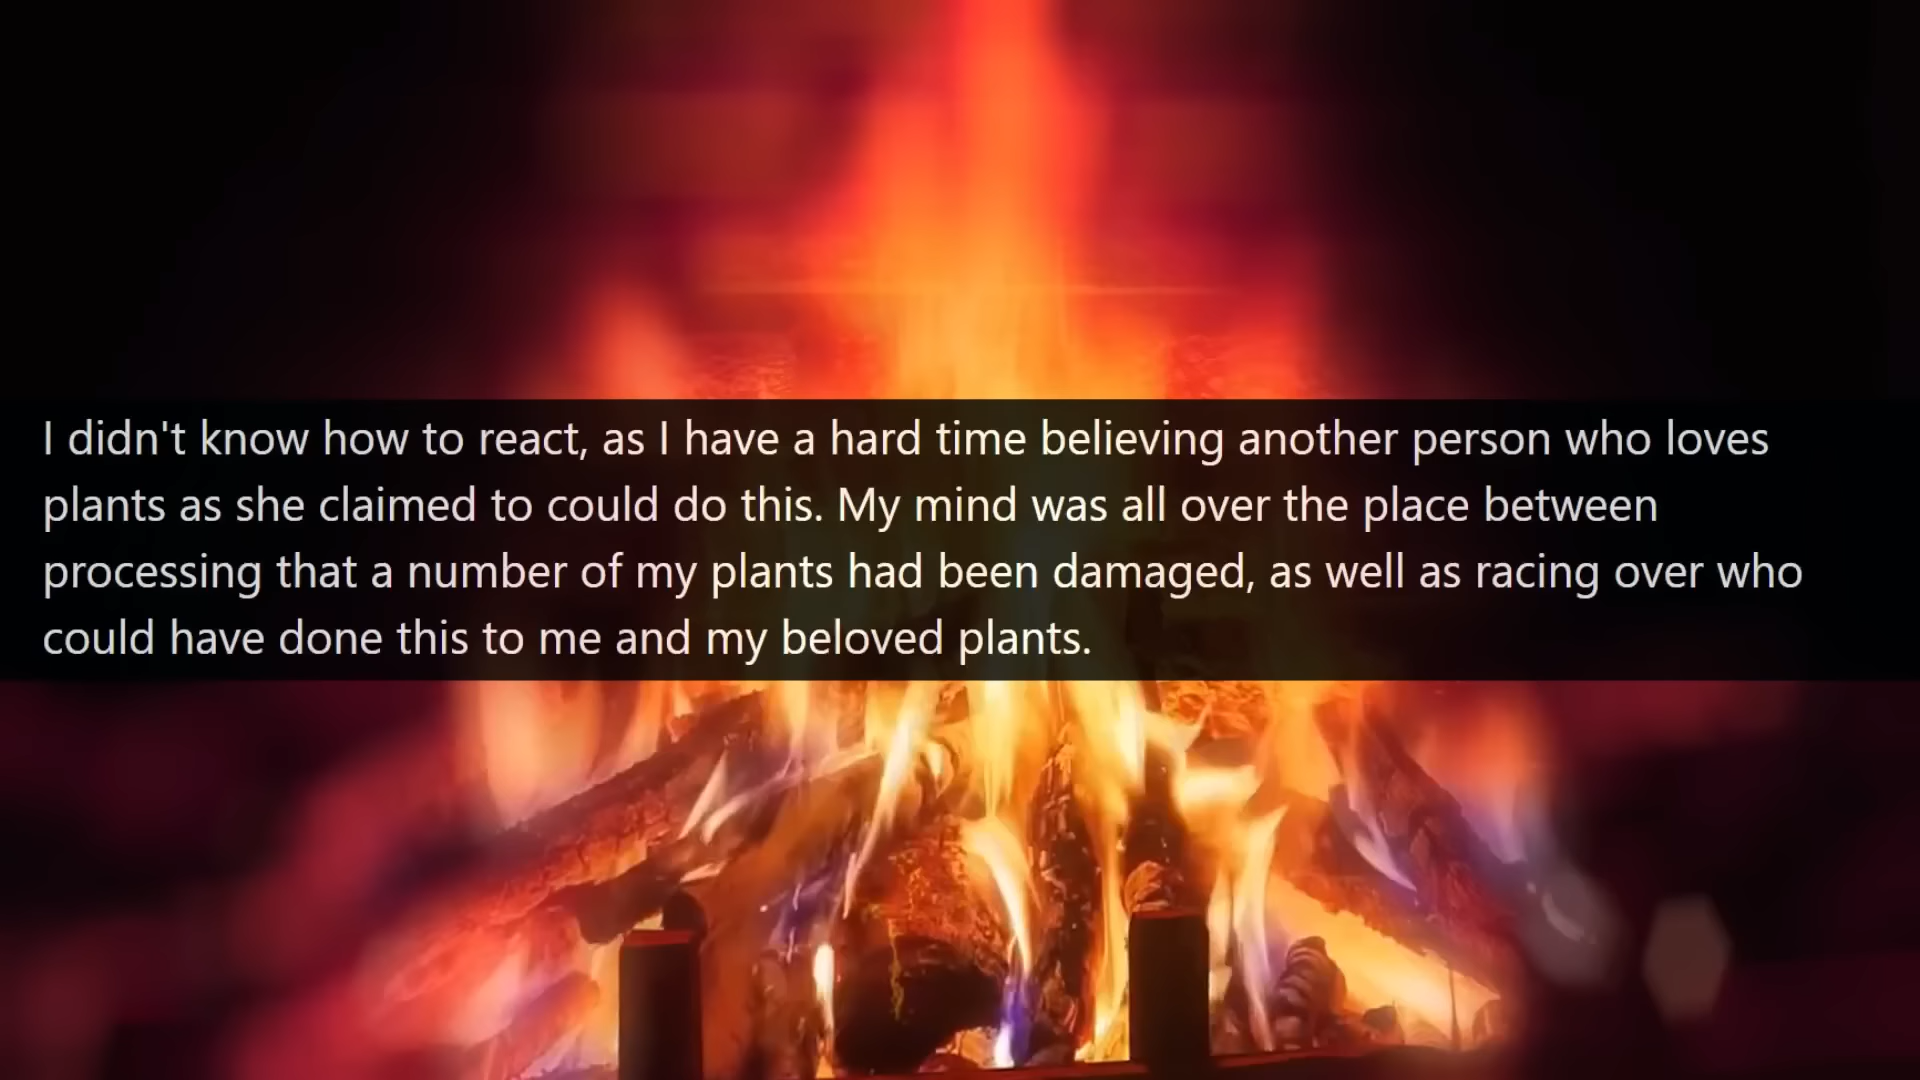 I didn't know how to react, as I have a hard time believing another person who loves
plants as she claimed to could do this. My mind was all over the place between
processing that a number of my plants had been damaged, as well as racing over who
could have done this to me and my beloved plants.